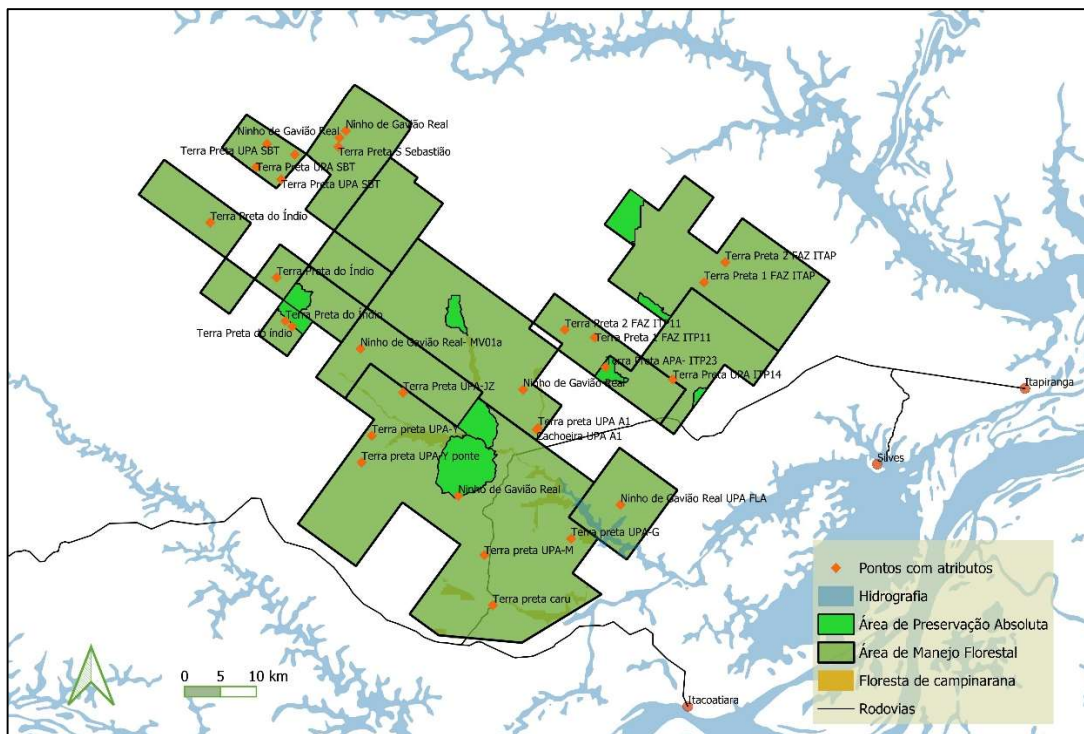 Ninho de Gavião Real
Ninho de Gavião Real
Terra Preta UPA SBT
Terra Preta S Sebastião
Terra Preta UPA SBT
Terra Preta UPA SBT
Terra Preta do Índio
Terra Preta 2 FAZ ITAP
Terra Preta do Índio
Terra Preta 1 FAZ ITAP
Terra Preta do Índio
Terra Preta do índio
Terra Preta 2 FAZ ITP11
Terra Preta 1 FAZ ITP11
Ninho de Gavião Real- MV01a
Terra Preta APA- ITP23
Terra Preta UPA ITP14
Terra Preta UPA-JZ
Ninho de Gavião Real
Itapiranga
Terra preta UPA A1
Terra preta UPA-Y
Cachoeira UPA A1
Terra preta UPA-Y ponte
Silves
Ninho de Gavião Real
Ninho de Gavião Real UPA FLA
Terra preta UPA-G
Terra preta UPA-M
Terra preta caru
Itacoatiara
0 5 10 km
Pontos com atributos
Hidrografia
Área de Preservação Absoluta
Área de Manejo Florestal
Floresta de campinarana
Rodovias